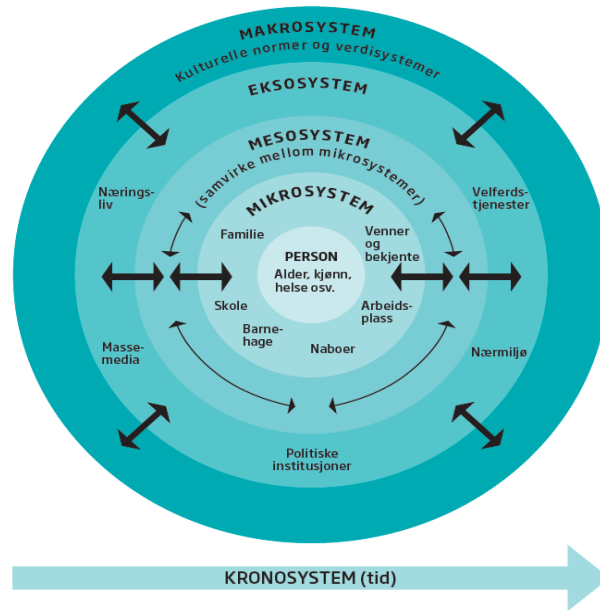 MAKROSYSTEM
Kulturelle normer og verdisystemer
EKSOSYSTEM
MESOSYSTEM
(samvirke mellom mikrosystemer)
MIKROSYSTEM
Nærings-
liv
Velferds-
tjenester
Familie
Venner
og
bekjente
PERSON
Alder, kjønn,
helse osv.
Skole
Arbeids-
plass
Barne-
hage
Naboer
Masse-
media
Nærmiljø
Politiske
institusjoner
KRONOSYSTEM (tid)